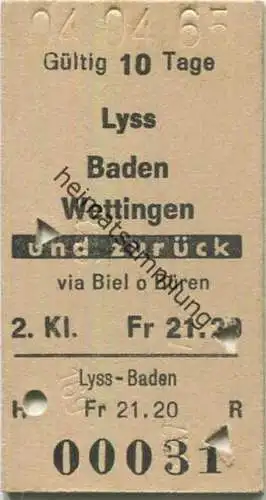 04 04 65
Gültig 10 Tage
Lyss
Baden
Wettingen
und zurück
via Biel o Büren
2. Kl. Fr 21.20
Lyss-Baden
H Fr 21.20 R
00031
heimatsammlung